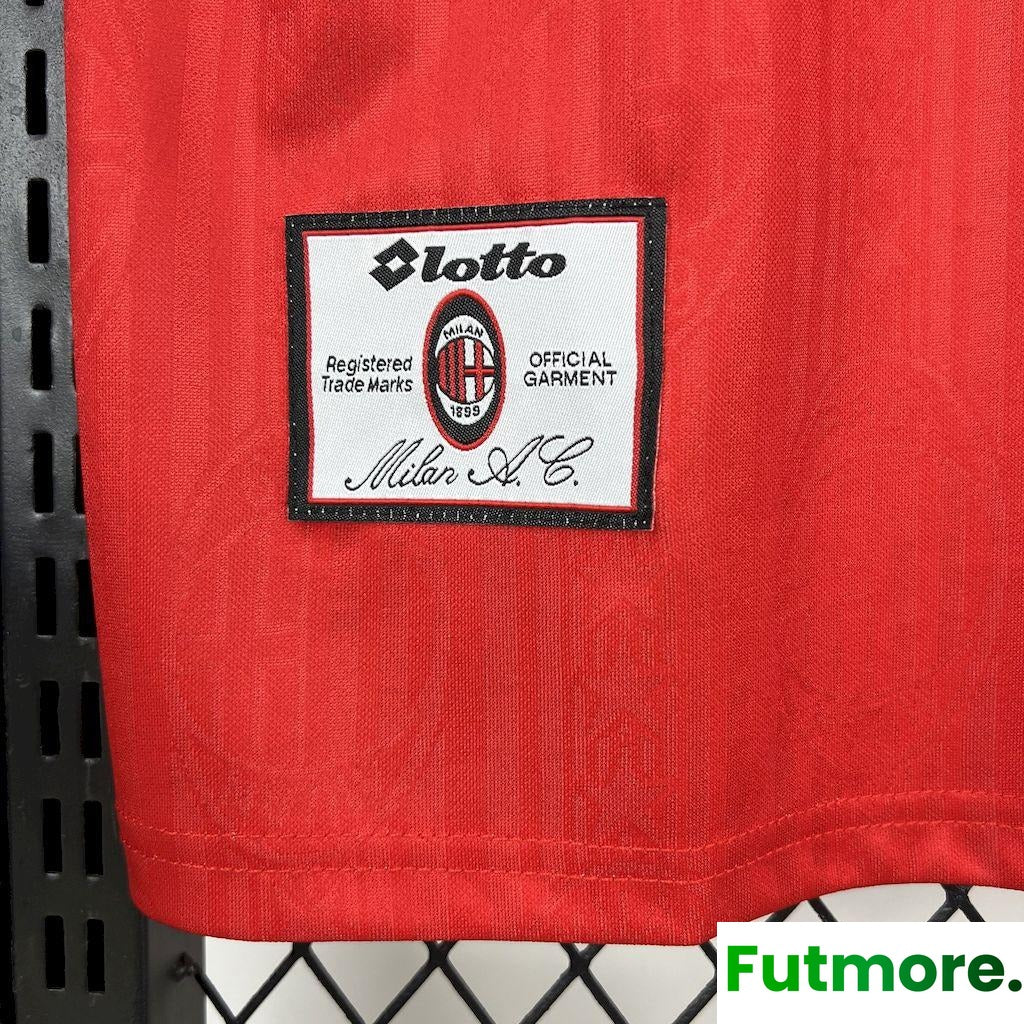 lotto
MILAN
Registered
Trade Marks
OFFICIAL
GARMENT
1899
Milan A.C.
Futmore.